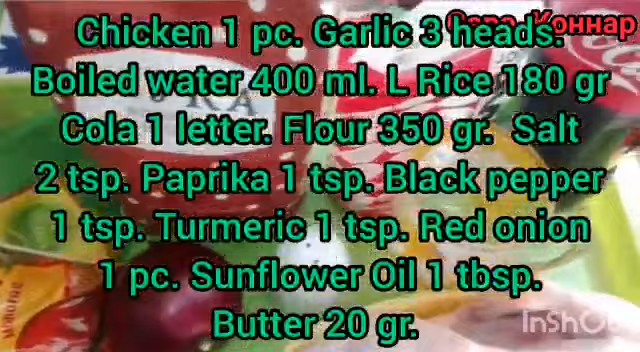 Коннар
Chicken 1 pc. Garlic 3 heads.
Boiled water 400 ml. L Rice 180 gr
Cola 1 letter. Flour 350 gr. Salt
2 tsp. Paprika 1 tsp. Black pepper
1 tsp. Turmeric 1 tsp. Red onion
1 pc. Sunflower Oil 1 tbsp.
Butter 20 gr.